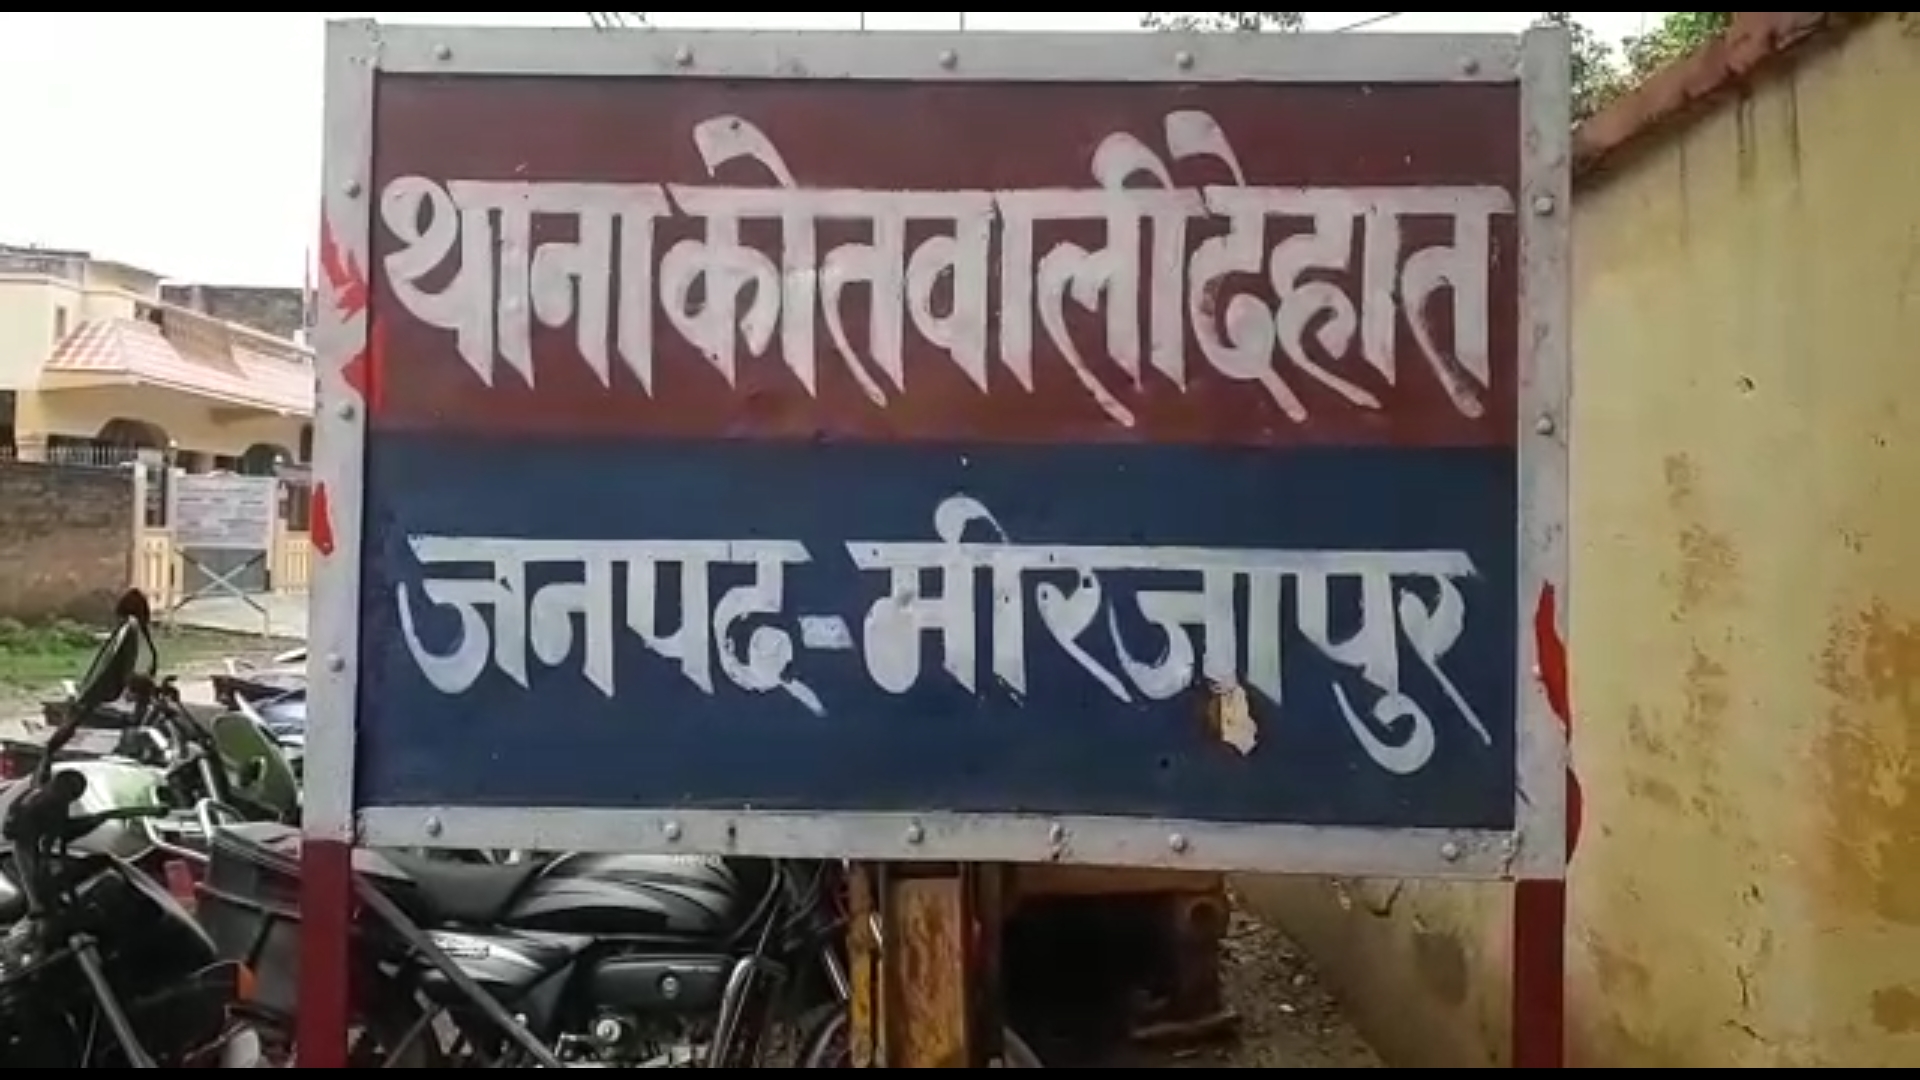 थाना कोतवाली देहात
जनपद-मीरजापुर